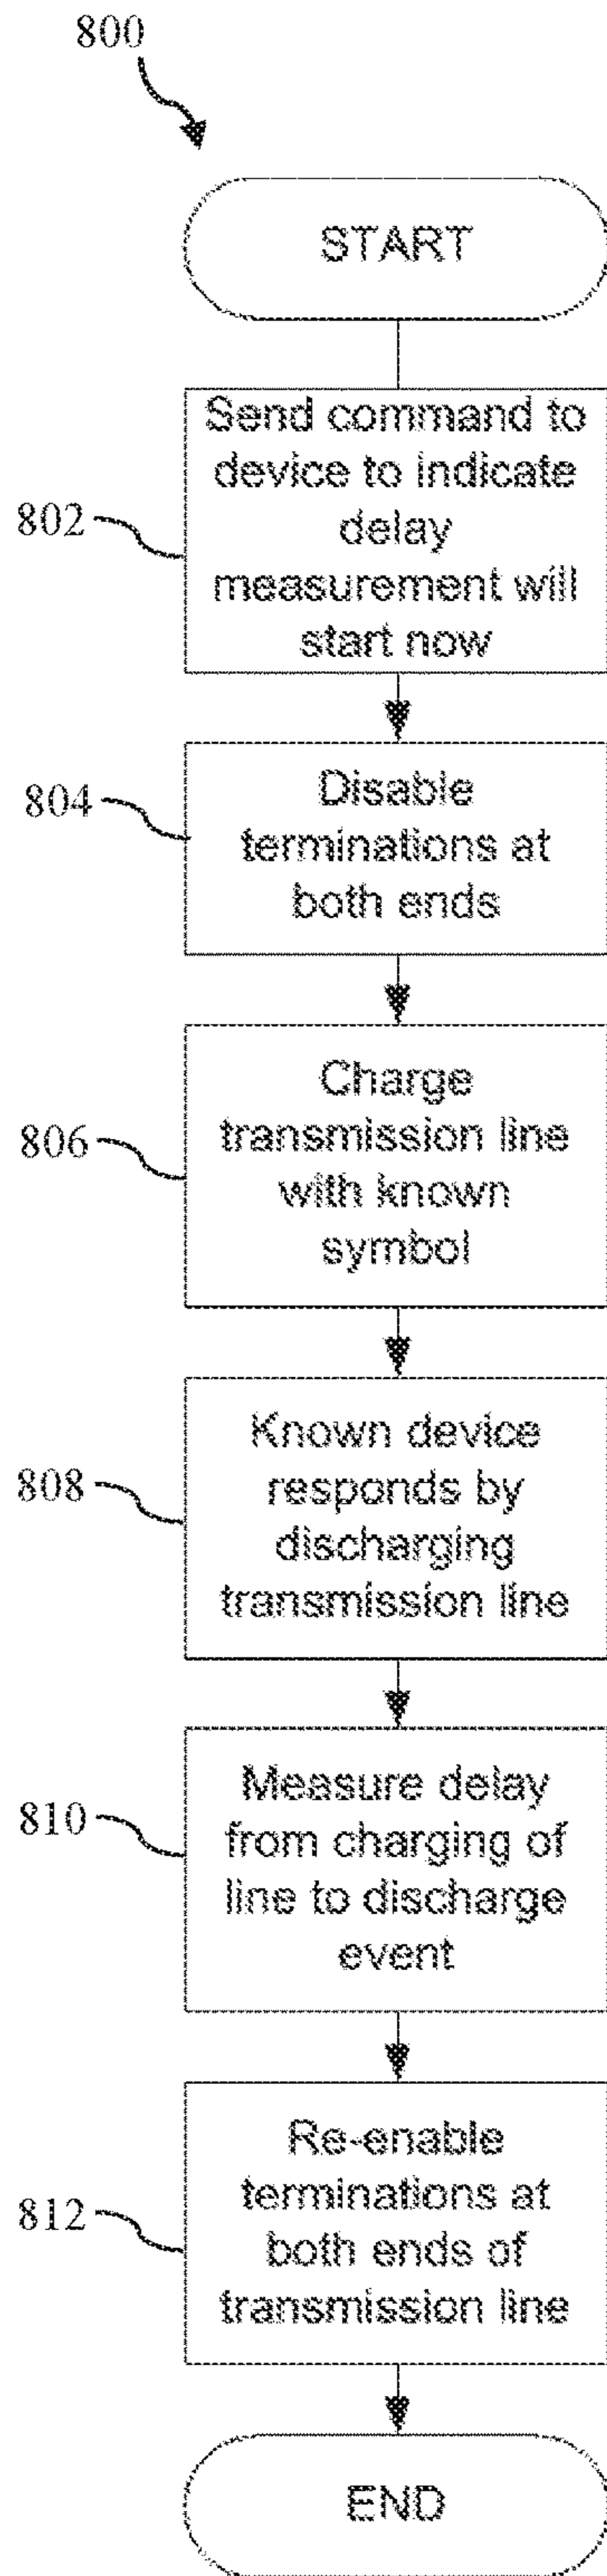 800
START
802
Send command to
device to indicate
delay
measurement will
start now
804
Disable
terminations at
both ends
806
Charge
transmission line
with known
symbol
808
Known device
responds by
discharging
transmission line
810
Measure delay
from charging of
line to discharge
event
812
Re-enable
terminations at
both ends of
transmission line
END